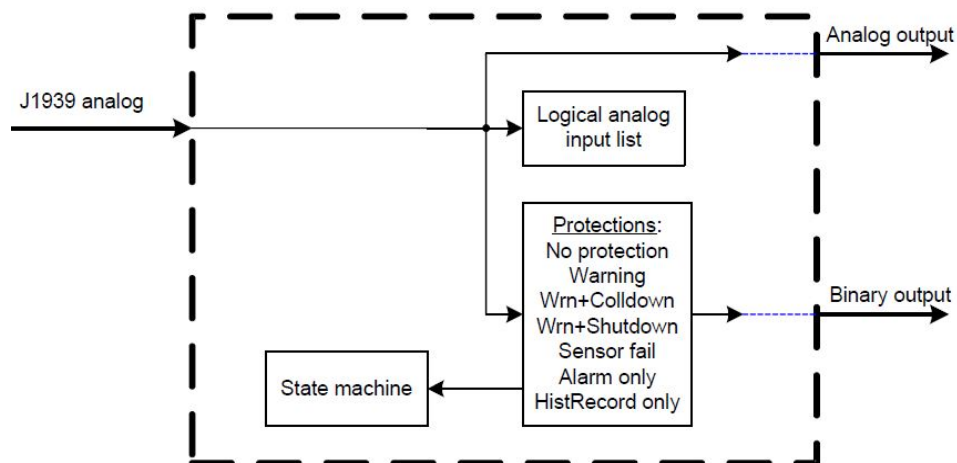 Analog output
J1939 analog
Logical analog
input list
Protections:
No protection
Warning
Wrn+Colldown
Wrn+Shutdown
Sensor fail
Alarm only
HistRecord only
Binary output
State machine